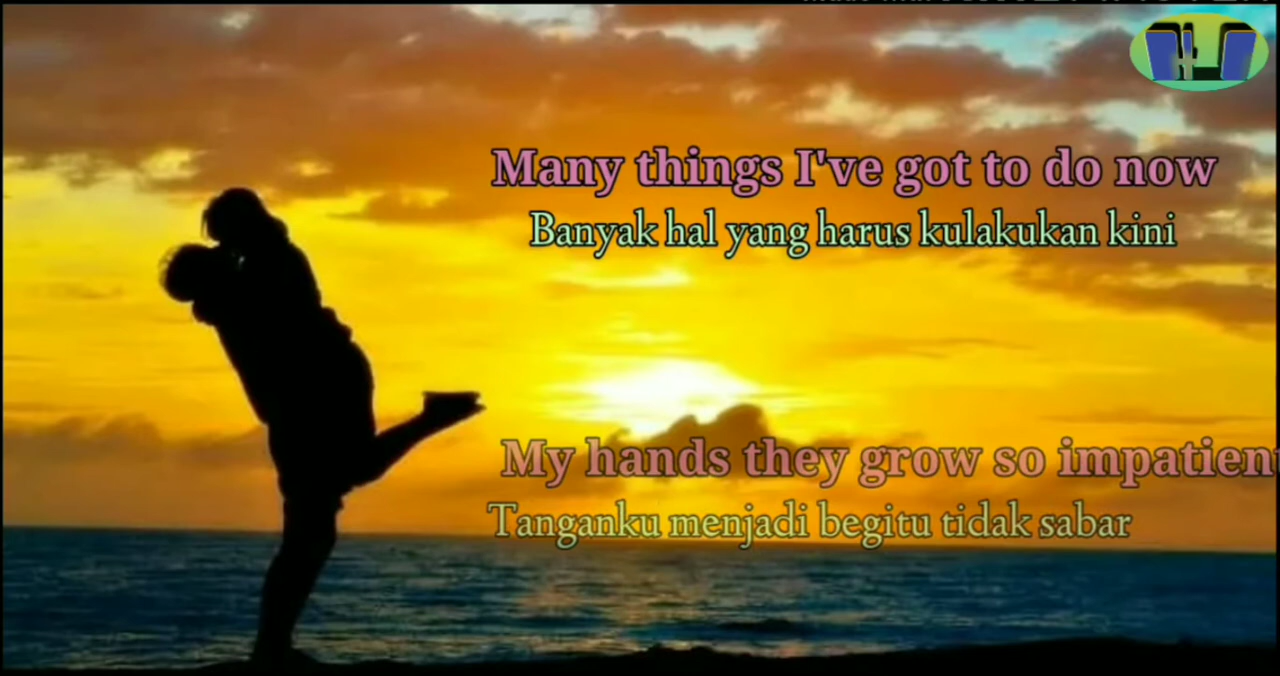 Many things I've got to do now
Banyak hal yang harus kulakukan kini
My hands they grow so impatient
Tanganku menjadi begitu tidak sabar